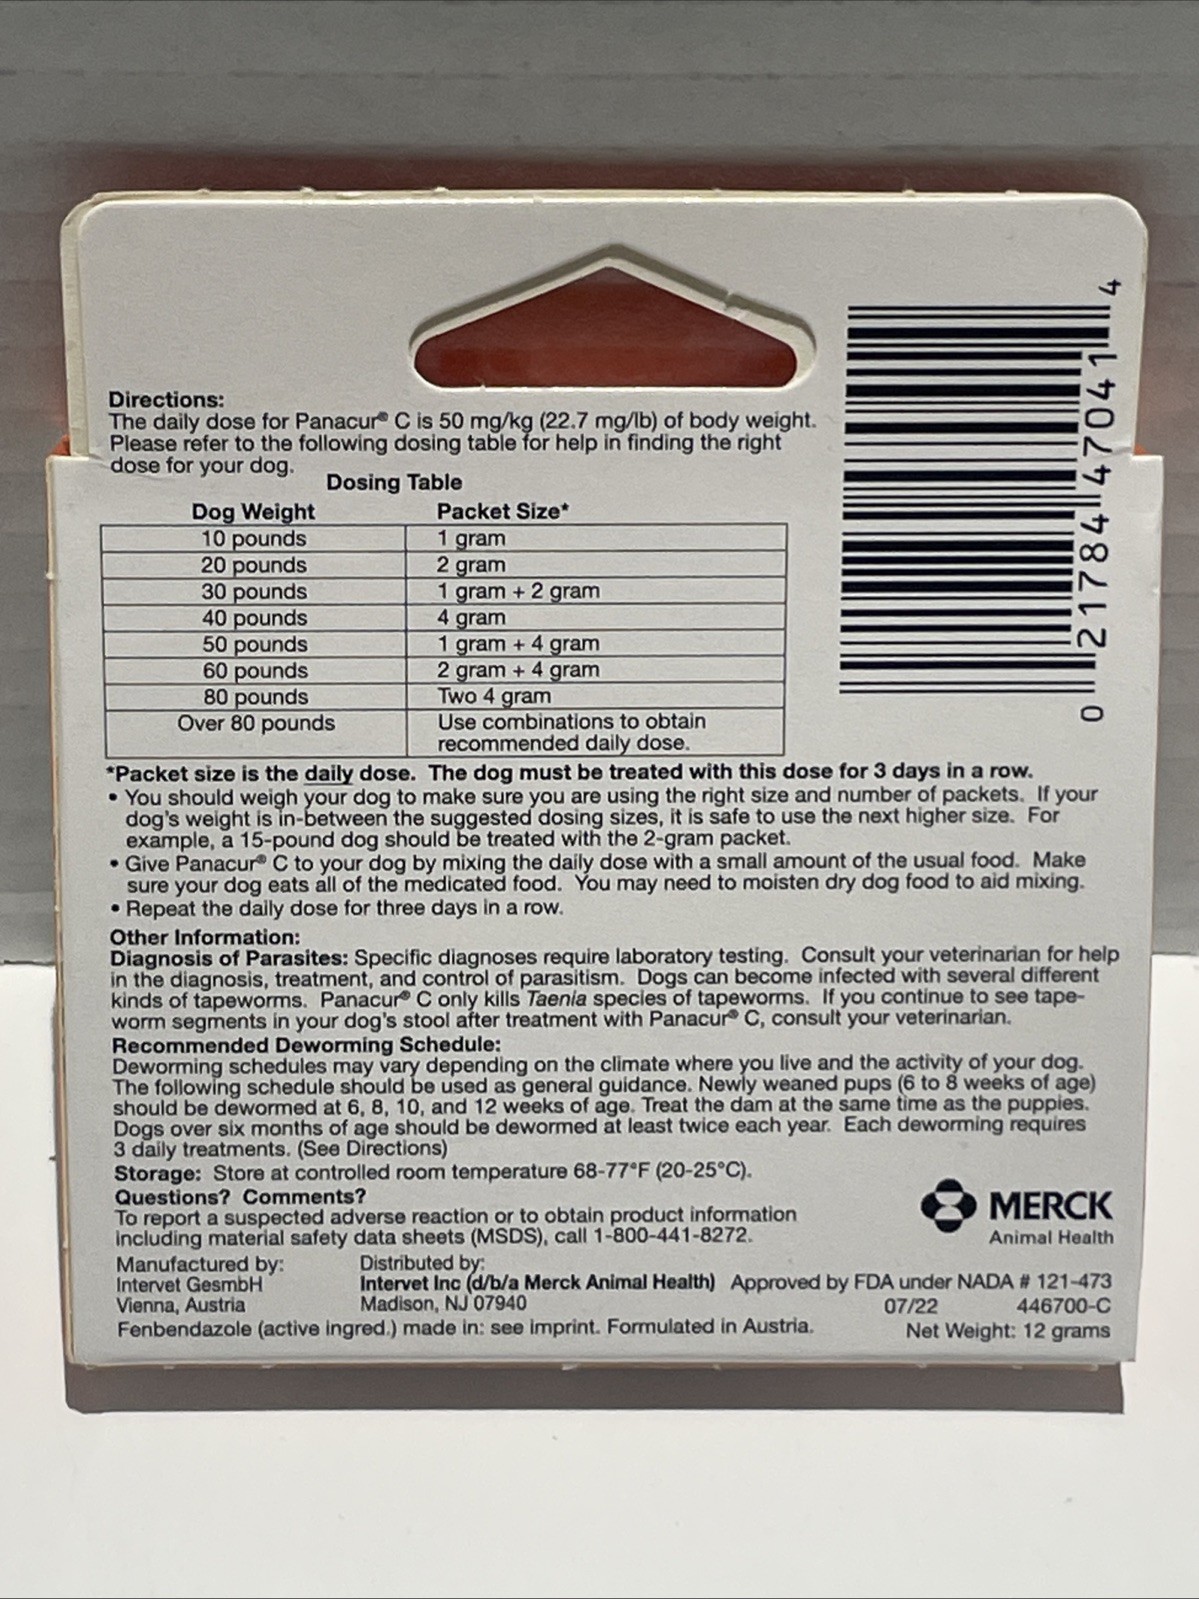 Directions:
The daily dose for Panacur® C is 50 mg/kg (22.7 mg/lb) of body weight.
Please refer to the following dosing table for help in finding the right
dose for your dog.
Dosing Table
Dog Weight Packet Size*
10 pounds 1 gram
20 pounds 2 gram
30 pounds 1 gram + 2 gram
40 pounds 4 gram
50 pounds 1 gram + 4 gram
60 pounds 2 gram + 4 gram
80 pounds Two 4 gram
Over 80 pounds Use combinations to obtain
recommended daily dose.
*Packet size is the daily dose. The dog must be treated with this dose for 3 days in a row.
• You should weigh your dog to make sure you are using the right size and number of packets. If your
dog's weight is in-between the suggested dosing sizes, it is safe to use the next higher size. For
example, a 15-pound dog should be treated with the 2-gram packet.
• Give Panacur® C to your dog by mixing the daily dose with a small amount of the usual food. Make
sure your dog eats all of the medicated food. You may need to moisten dry dog food to aid mixing.
• Repeat the daily dose for three days in a row.
Other Information:
Diagnosis of Parasites: Specific diagnoses require laboratory testing. Consult your veterinarian for help
in the diagnosis, treatment, and control of parasitism. Dogs can become infected with several different
kinds of tapeworms. Panacur® C only kills Taenia species of tapeworms. If you continue to see tape-
worm segments in your dog's stool after treatment with Panacur® C, consult your veterinarian.
Recommended Deworming Schedule:
Deworming schedules may vary depending on the climate where you live and the activity of your dog.
The following schedule should be used as general guidance. Newly weaned pups (6 to 8 weeks of age)
should be dewormed at 6, 8, 10, and 12 weeks of age. Treat the dam at the same time as the puppies.
Dogs over six months of age should be dewormed at least twice each year. Each deworming requires
3 daily treatments. (See Directions)
Storage: Store at controlled room temperature 68-77°F (20-25°C).
Questions? Comments?
To report a suspected adverse reaction or to obtain product information
including material safety data sheets (MSDS), call 1-800-441-8272.
MERCK
Animal Health
Manufactured by:
Intervet GesmbH
Vienna, Austria
Distributed by:
Intervet Inc (d/b/a Merck Animal Health)
Madison, NJ 07940
Approved by FDA under NADA # 121-473
07/22 446700-C
Fenbendazole (active ingred.) made in: see imprint. Formulated in Austria.
Net Weight: 12 grams
0 21784 47041 4